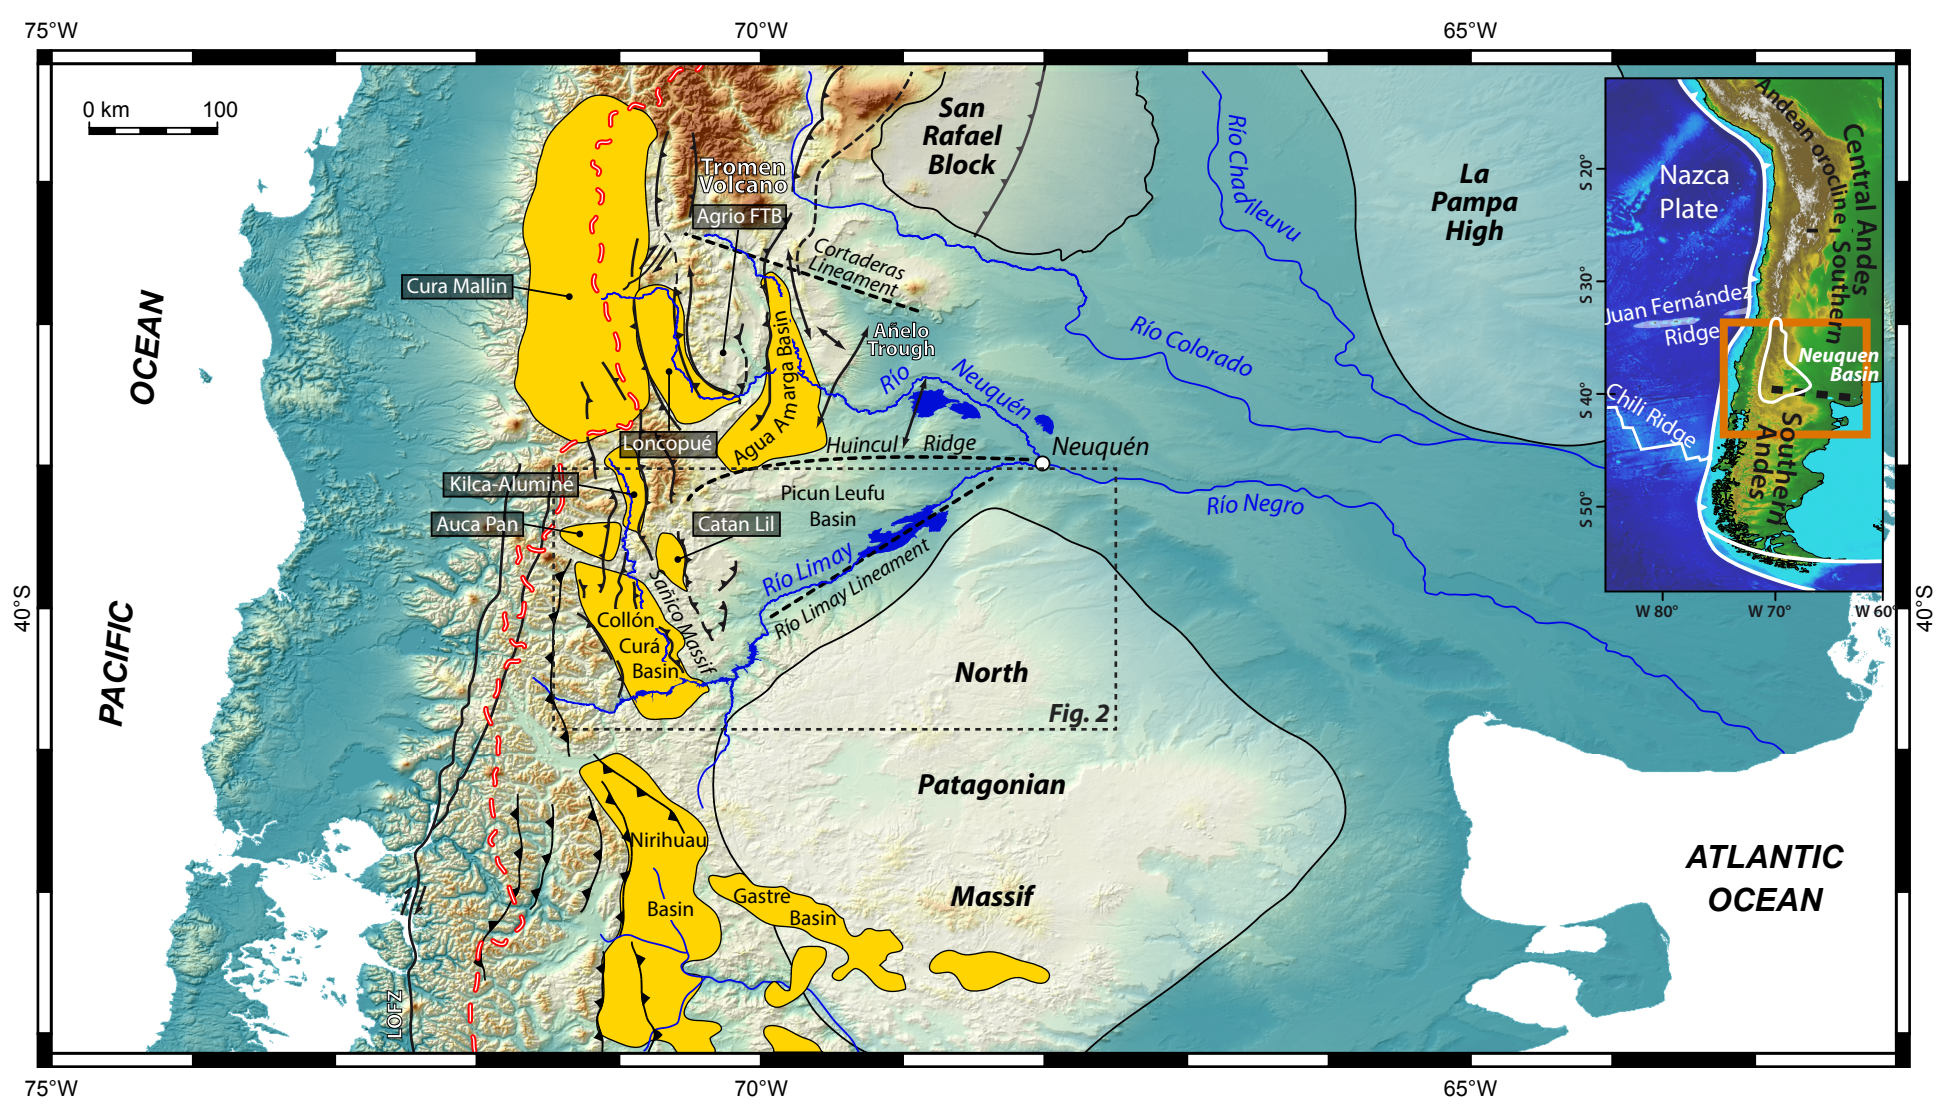 75°W
70°W
65°W
0 km 100
San
Rafael
Block
La
Pampa
High
Tromen
Volcano
Agrio FTB
Cura Mallin
Cortaderas
Lineament
Río Chadileuvu
Río Colorado
Añelo
Trough
Agua Amarga Basin
Río Neuquén
Loncopué
Huincul Ridge
Neuquén
Kilca-Aluminé
Auca Pan
Catan Lil
Picun Leufu
Basin
Río Negro
Río Limay
Río Limay Lineament
Sañico Massif
Collón
Curá
Basin
40°S
40°S
PACIFIC OCEAN
North
Patagonian
Massif
Fig. 2
Nirihuau
Basin
Gastre
Basin
LOFZ
ATLANTIC
OCEAN
75°W
70°W
65°W
Andean orocline
Central Andes
Southern
Nazca
Plate
Juan Fernández
Ridge
Neuquen
Basin
Chili Ridge
Southern
Andes
S 20°
S 30°
S 40°
S 50°
W 80°
W 70°
W 60°